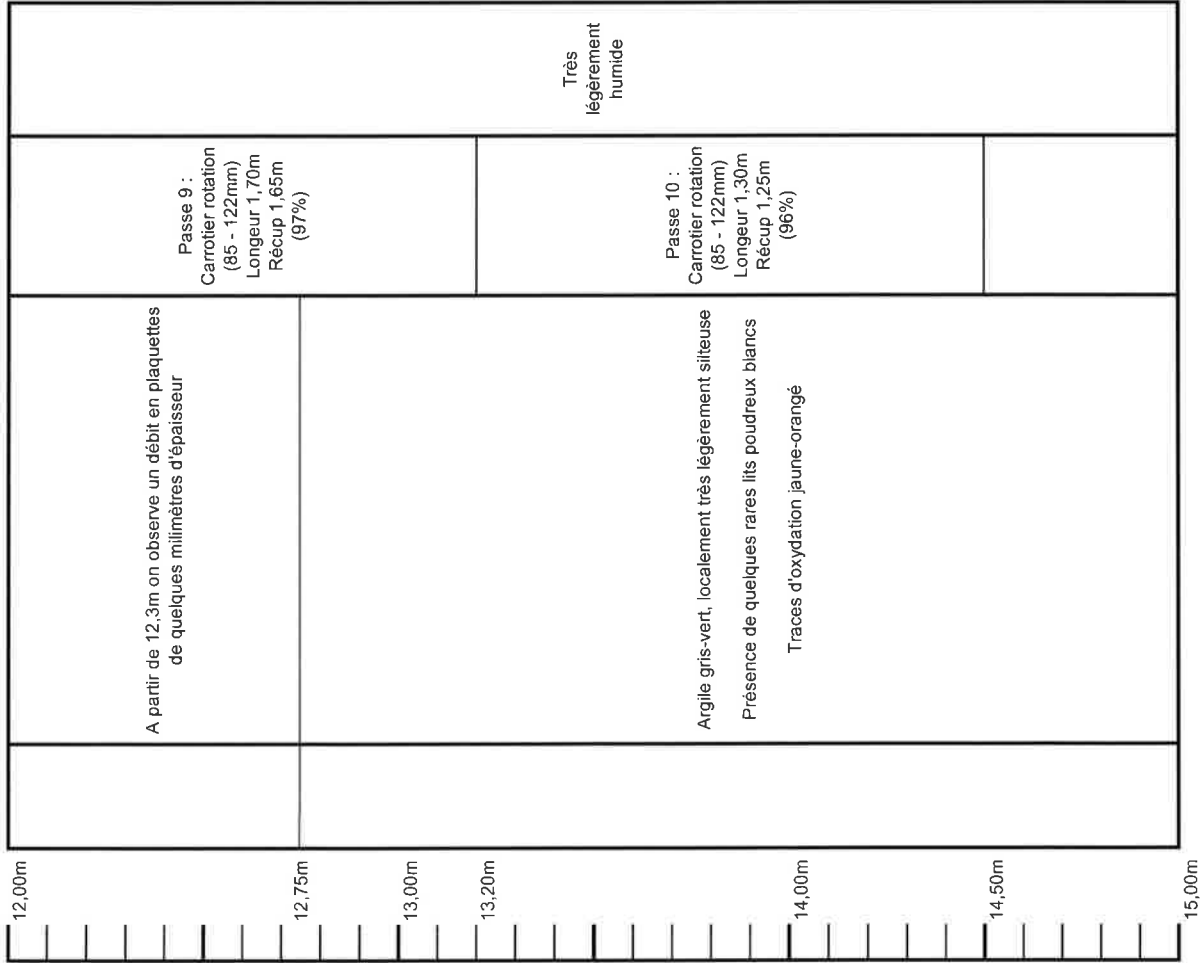 12,00m
12,75m
13,00m
13,20m
14,00m
14,50m
15,00m
A partir de 12,3m on observe un débit en plaquettes
de quelques milimètres d'épaisseur
Argile gris-vert, localement très légèrement silteuse
Présence de quelques rares lits poudreux blancs
Traces d'oxydation jaune-orangé
Passe 9 :
Carrotier rotation
(85 - 122mm)
Longeur 1,70m
Récup 1,65m
(97%)
Passe 10 :
Carrotier rotation
(85 - 122mm)
Longeur 1,30m
Récup 1,25m
(96%)
Très
légèrement
humide